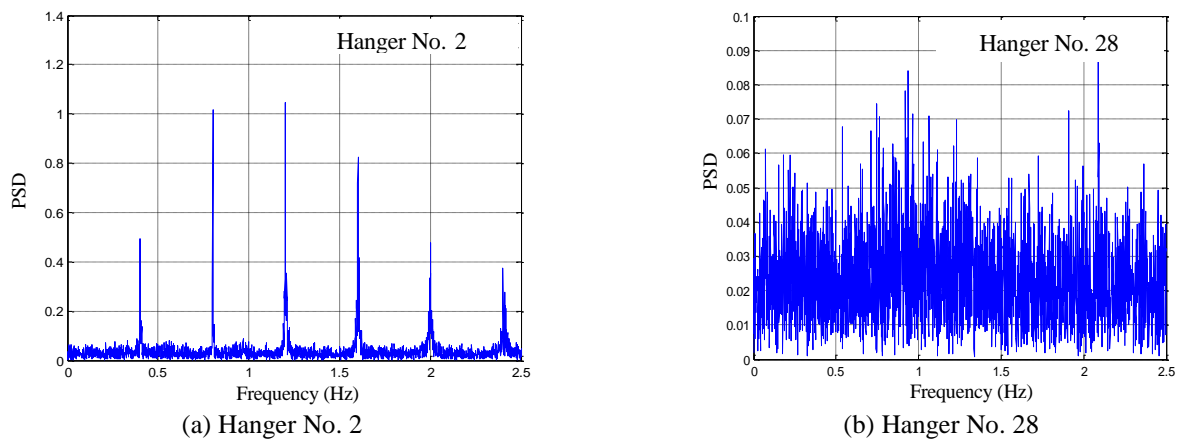 1.4
1.2
1
0.8
0.6
0.4
0.2
0
PSD
Hanger No. 2
0 0.5 1 1.5 2 2.5
Frequency (Hz)
(a) Hanger No. 2
0.1
0.09
0.08
0.07
0.06
0.05
0.04
0.03
0.02
0.01
0
PSD
Hanger No. 28
0 0.5 1 1.5 2 2.5
Frequency (Hz)
(b) Hanger No. 28